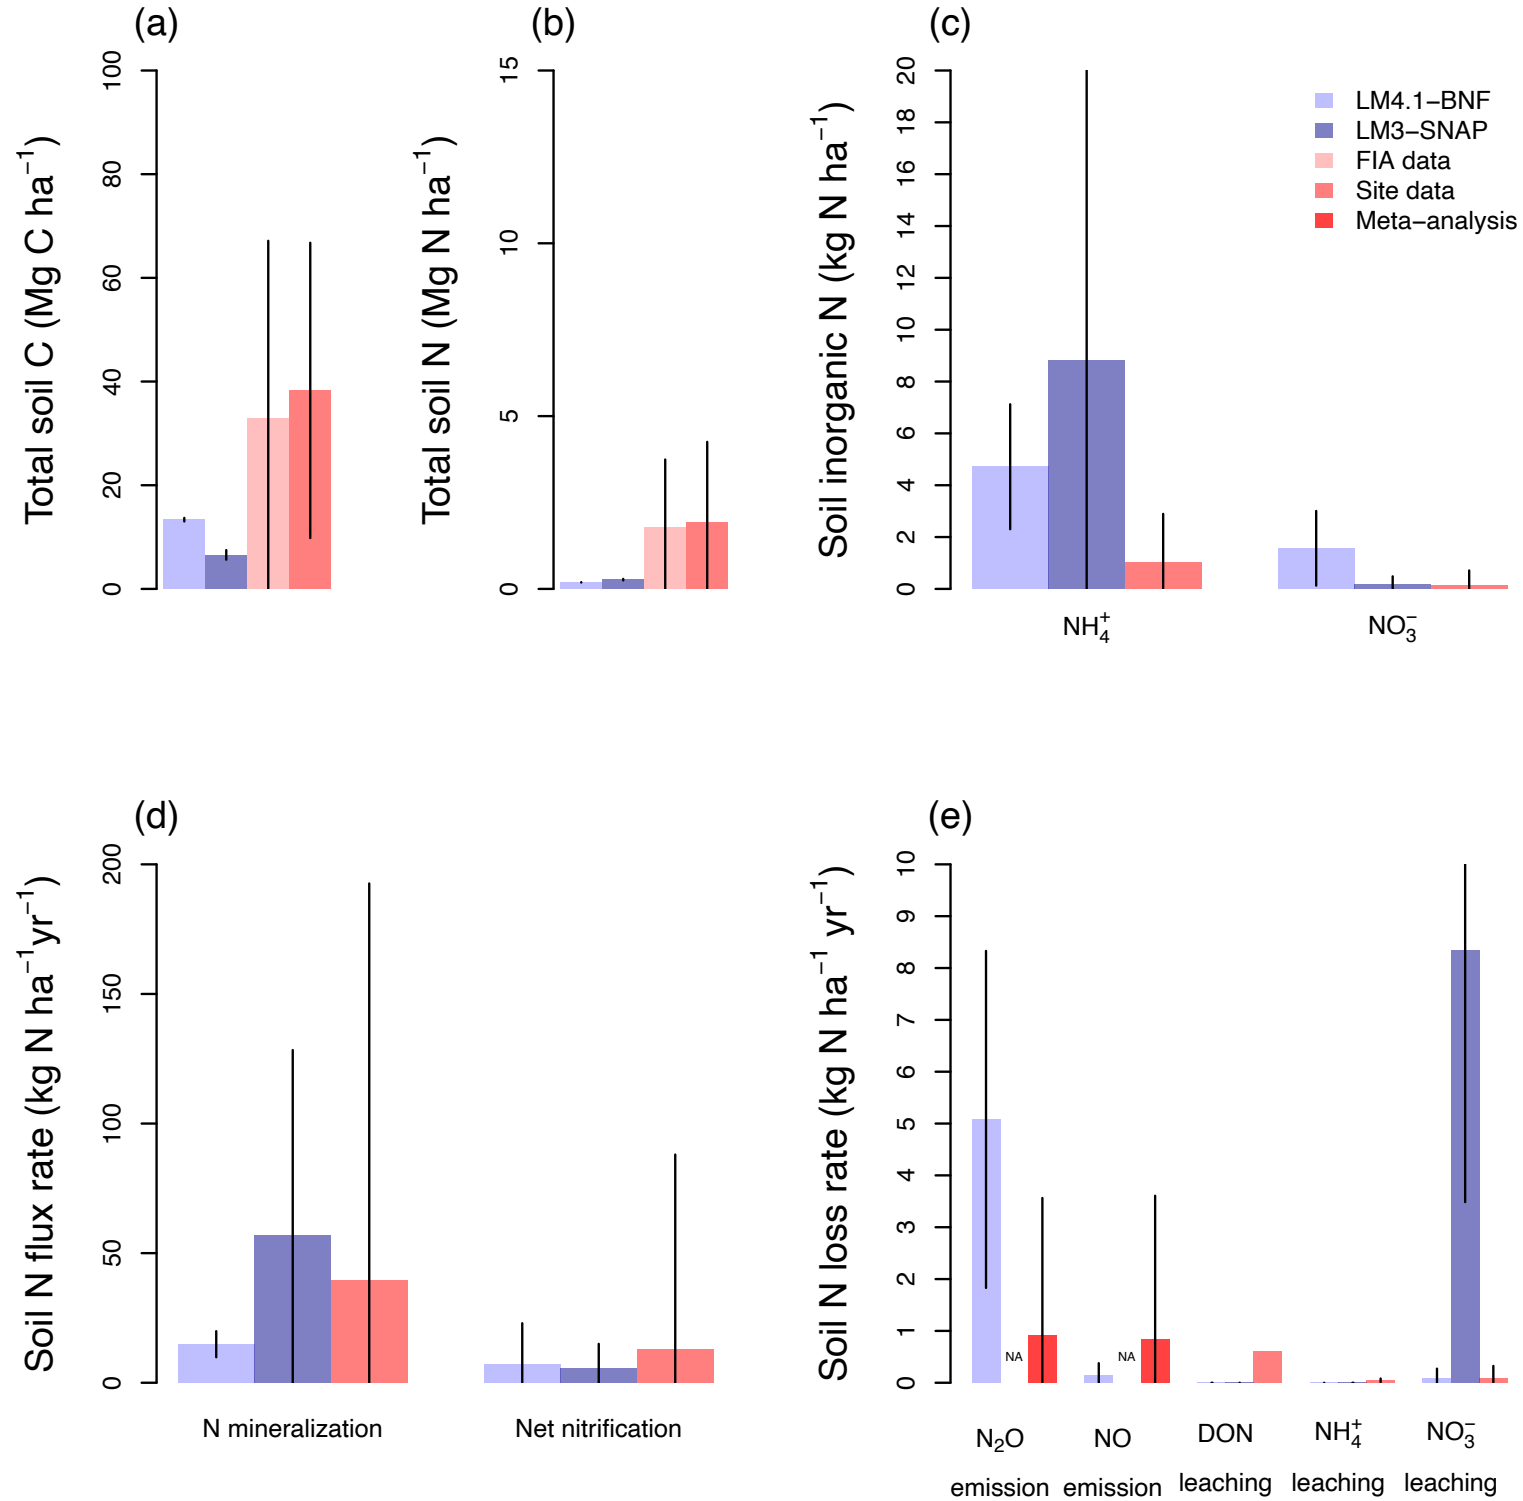 (a)
Total soil C (Mg C ha⁻¹)
0 20 40 60 80 100
(b)
Total soil N (Mg N ha⁻¹)
0 5 10 15
(c)
Soil inorganic N (kg N ha⁻¹)
0 2 4 6 8 10 12 14 16 18 20
LM4.1−BNF
LM3−SNAP
FIA data
Site data
Meta−analysis
NH₄⁺ NO₃⁻
(d)
Soil N flux rate (kg N ha⁻¹yr⁻¹)
0 50 100 150 200
N mineralization Net nitrification
(e)
Soil N loss rate (kg N ha⁻¹ yr⁻¹)
0 1 2 3 4 5 6 7 8 9 10
NA NA
N₂O NO DON NH₄⁺ NO₃⁻
emission emission leaching leaching leaching